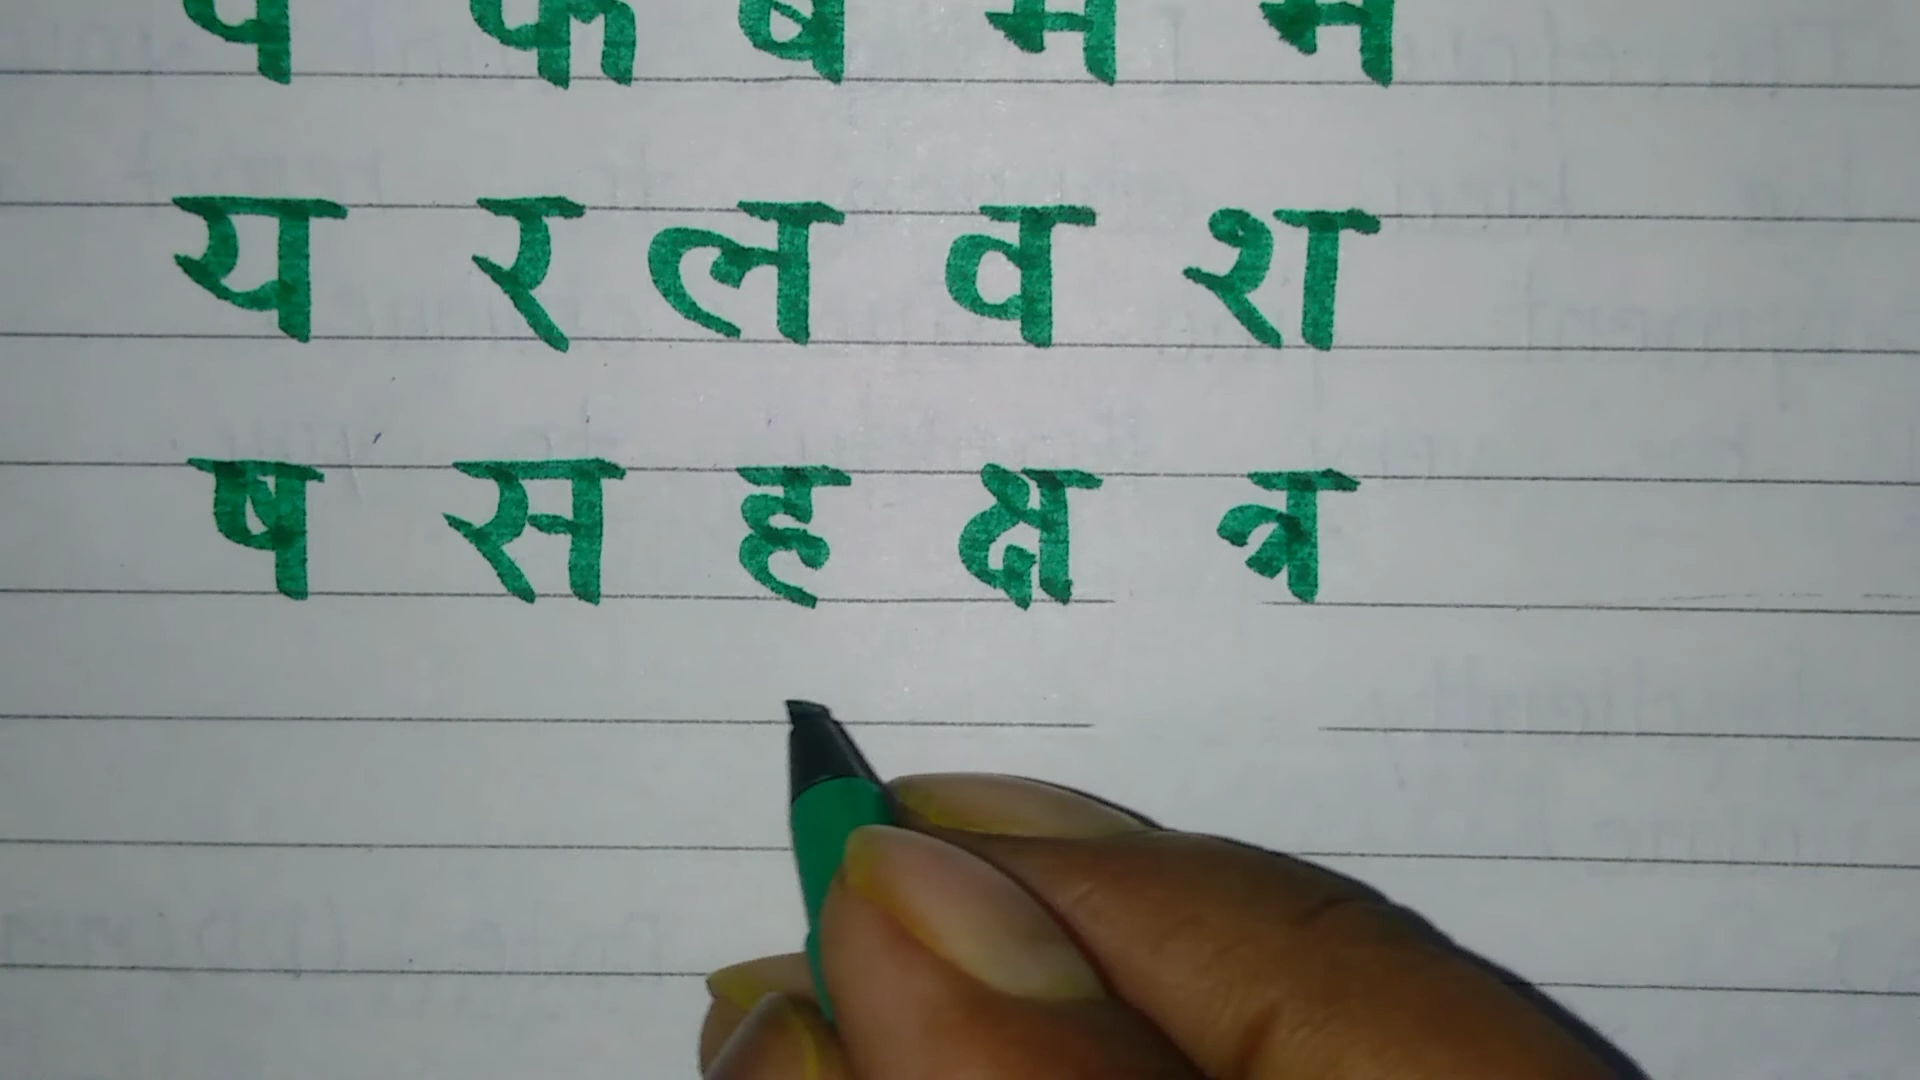 प फ ब भ म
य र ल व श
ष स ह क्ष त्र